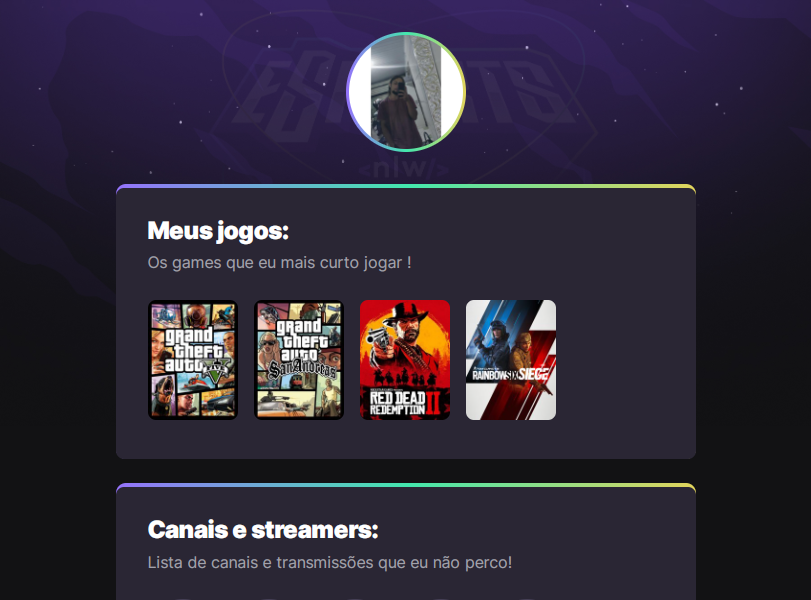 ESPORTS
<nlw/>
Meus jogos:
Os games que eu mais curto jogar !
grand
theft
auto
V
FIVE
grand
theft
auto
San Andreas
RED DEAD
REDEMPTION II
RAINBOW SIX SIEGE
Canais e streamers:
Lista de canais e transmissões que eu não perco!